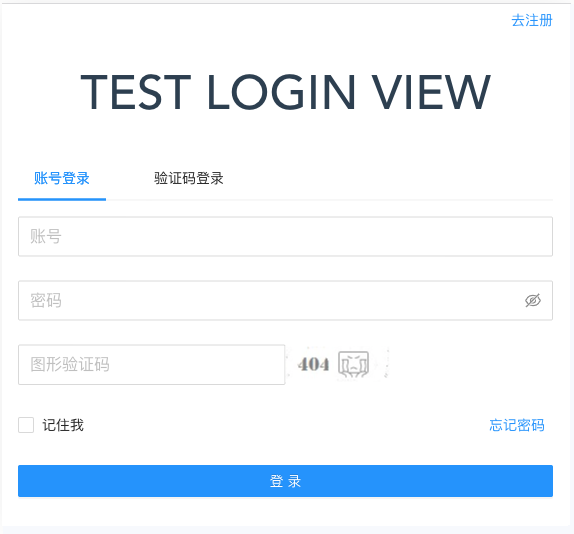 去注册
TEST LOGIN VIEW
账号登录 验证码登录
账号
密码
图形验证码 404
记住我 忘记密码
登 录